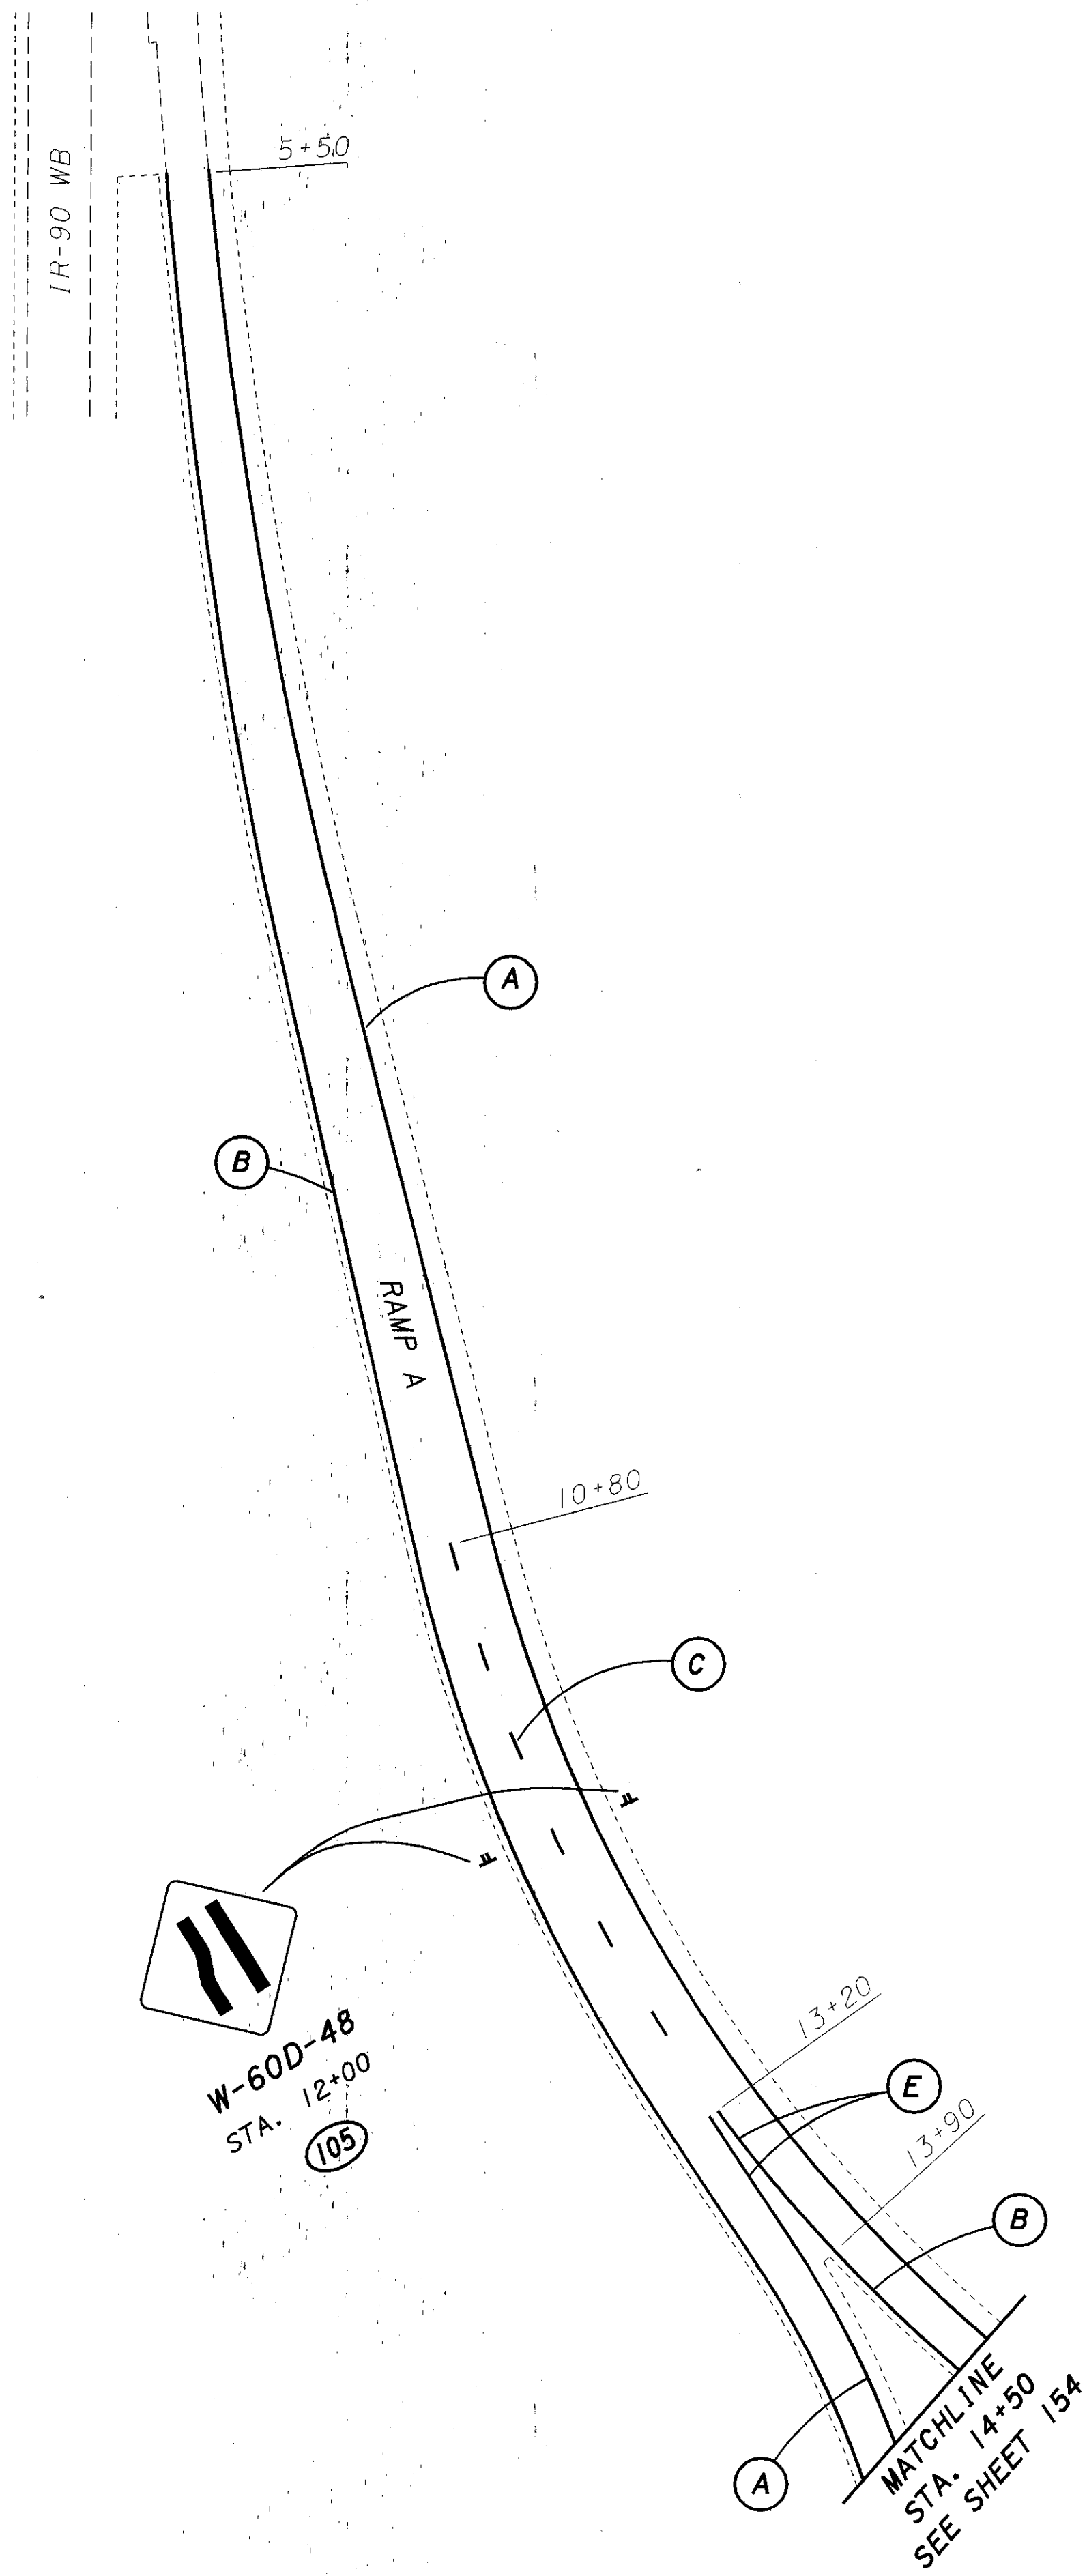 IR-90 WB
5+50
A
B
RAMP A
10+80
C
W-60D-48
STA. 12+00
105
13+20
E
13+90
B
A
MATCHLINE
STA. 14+50
SEE SHEET 154